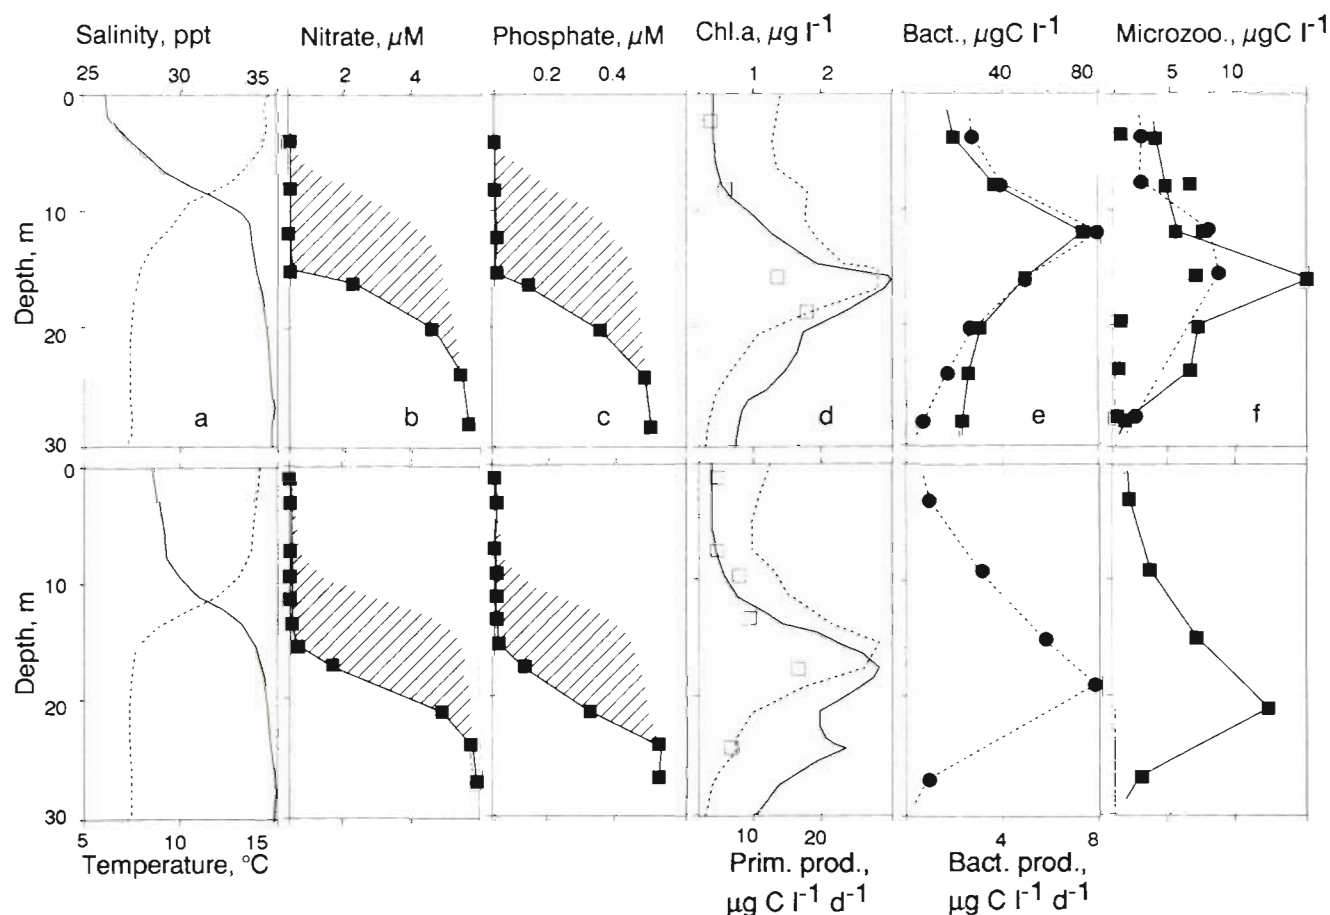 Salinity, ppt
Nitrate, µM
Phosphate, µM
Chl.a, µg l-1
Bact., µgC l-1
Microzoo., µgC l-1
25 30 35
2 4
0.2 0.4
1 2
40 80
5 10
Depth, m
0
10
20
30
a
b
c
d
e
f
Depth, m
0
10
20
30
5 10 15
10 20
4 8
Temperature, °C
Prim. prod.,
µg C l-1 d-1
Bact. prod.,
µg C l-1 d-1